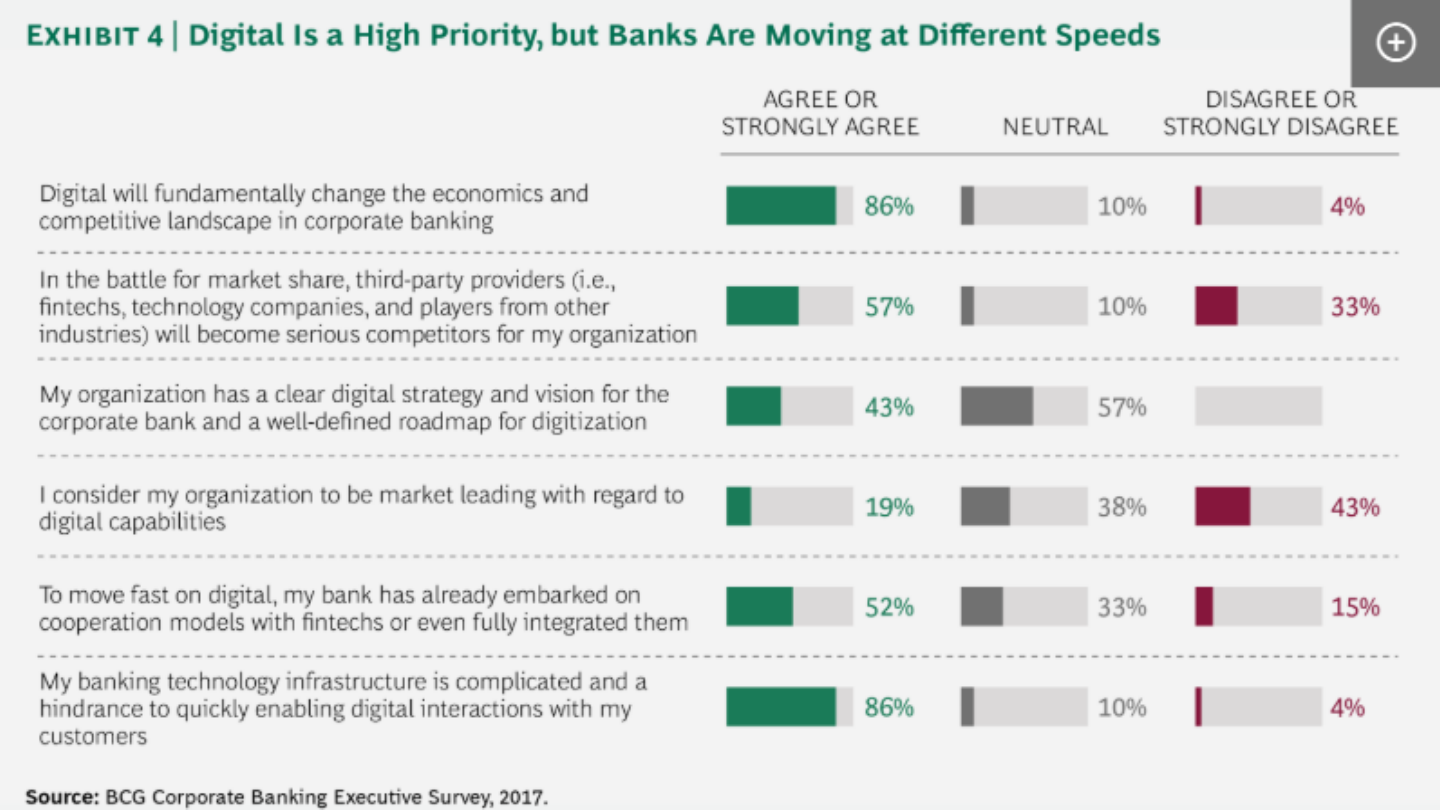 EXHIBIT 4 | Digital Is a High Priority, but Banks Are Moving at Different Speeds
AGREE OR
STRONGLY AGREE
NEUTRAL
DISAGREE OR
STRONGLY DISAGREE
Digital will fundamentally change the economics and
competitive landscape in corporate banking
86%
10%
4%
In the battle for market share, third-party providers (i.e.,
fintechs, technology companies, and players from other
industries) will become serious competitors for my organization
57%
10%
33%
My organization has a clear digital strategy and vision for the
corporate bank and a well-defined roadmap for digitization
43%
57%
I consider my organization to be market leading with regard to
digital capabilities
19%
38%
43%
To move fast on digital, my bank has already embarked on
cooperation models with fintechs or even fully integrated them
52%
33%
15%
My banking technology infrastructure is complicated and a
hindrance to quickly enabling digital interactions with my
customers
86%
10%
4%
Source: BCG Corporate Banking Executive Survey, 2017.